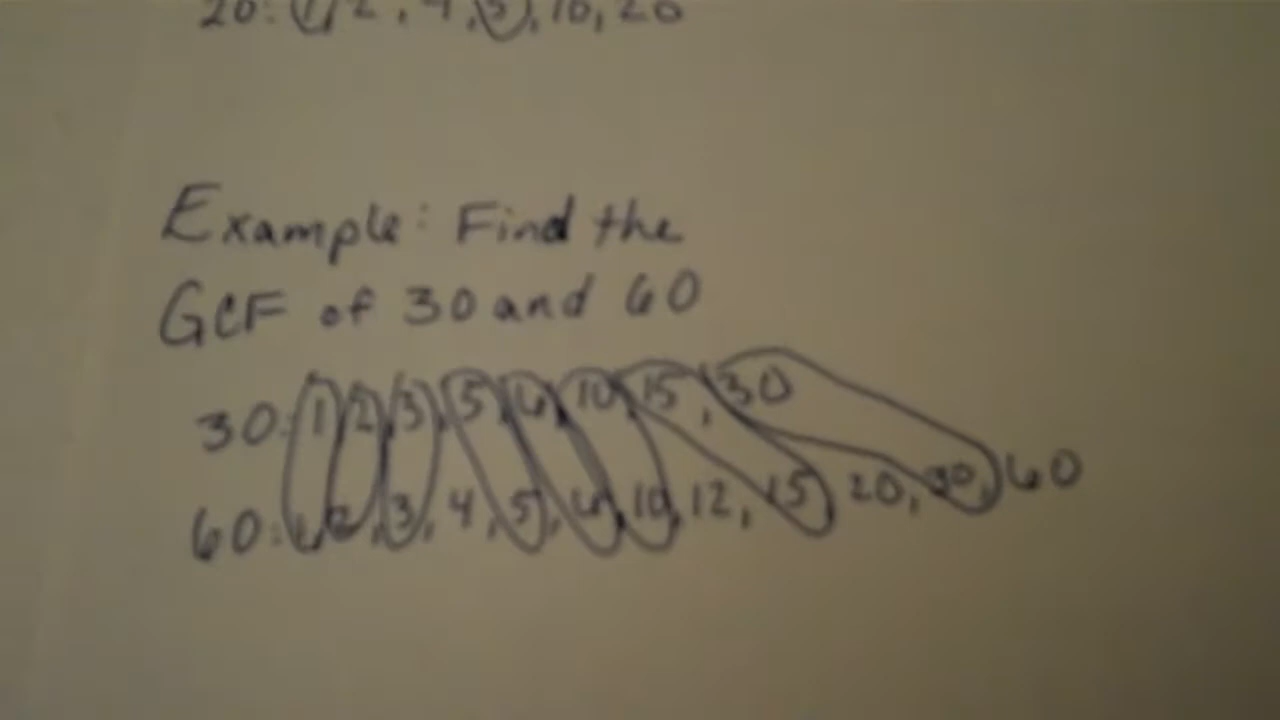 20: 1, 2, 4, 5, 10, 20
Example: Find the
GCF of 30 and 60
30: 1, 2, 3, 5, 6, 10, 15, 30
60: 1, 2, 3, 4, 5, 6, 10, 12, 15, 20, 30, 60